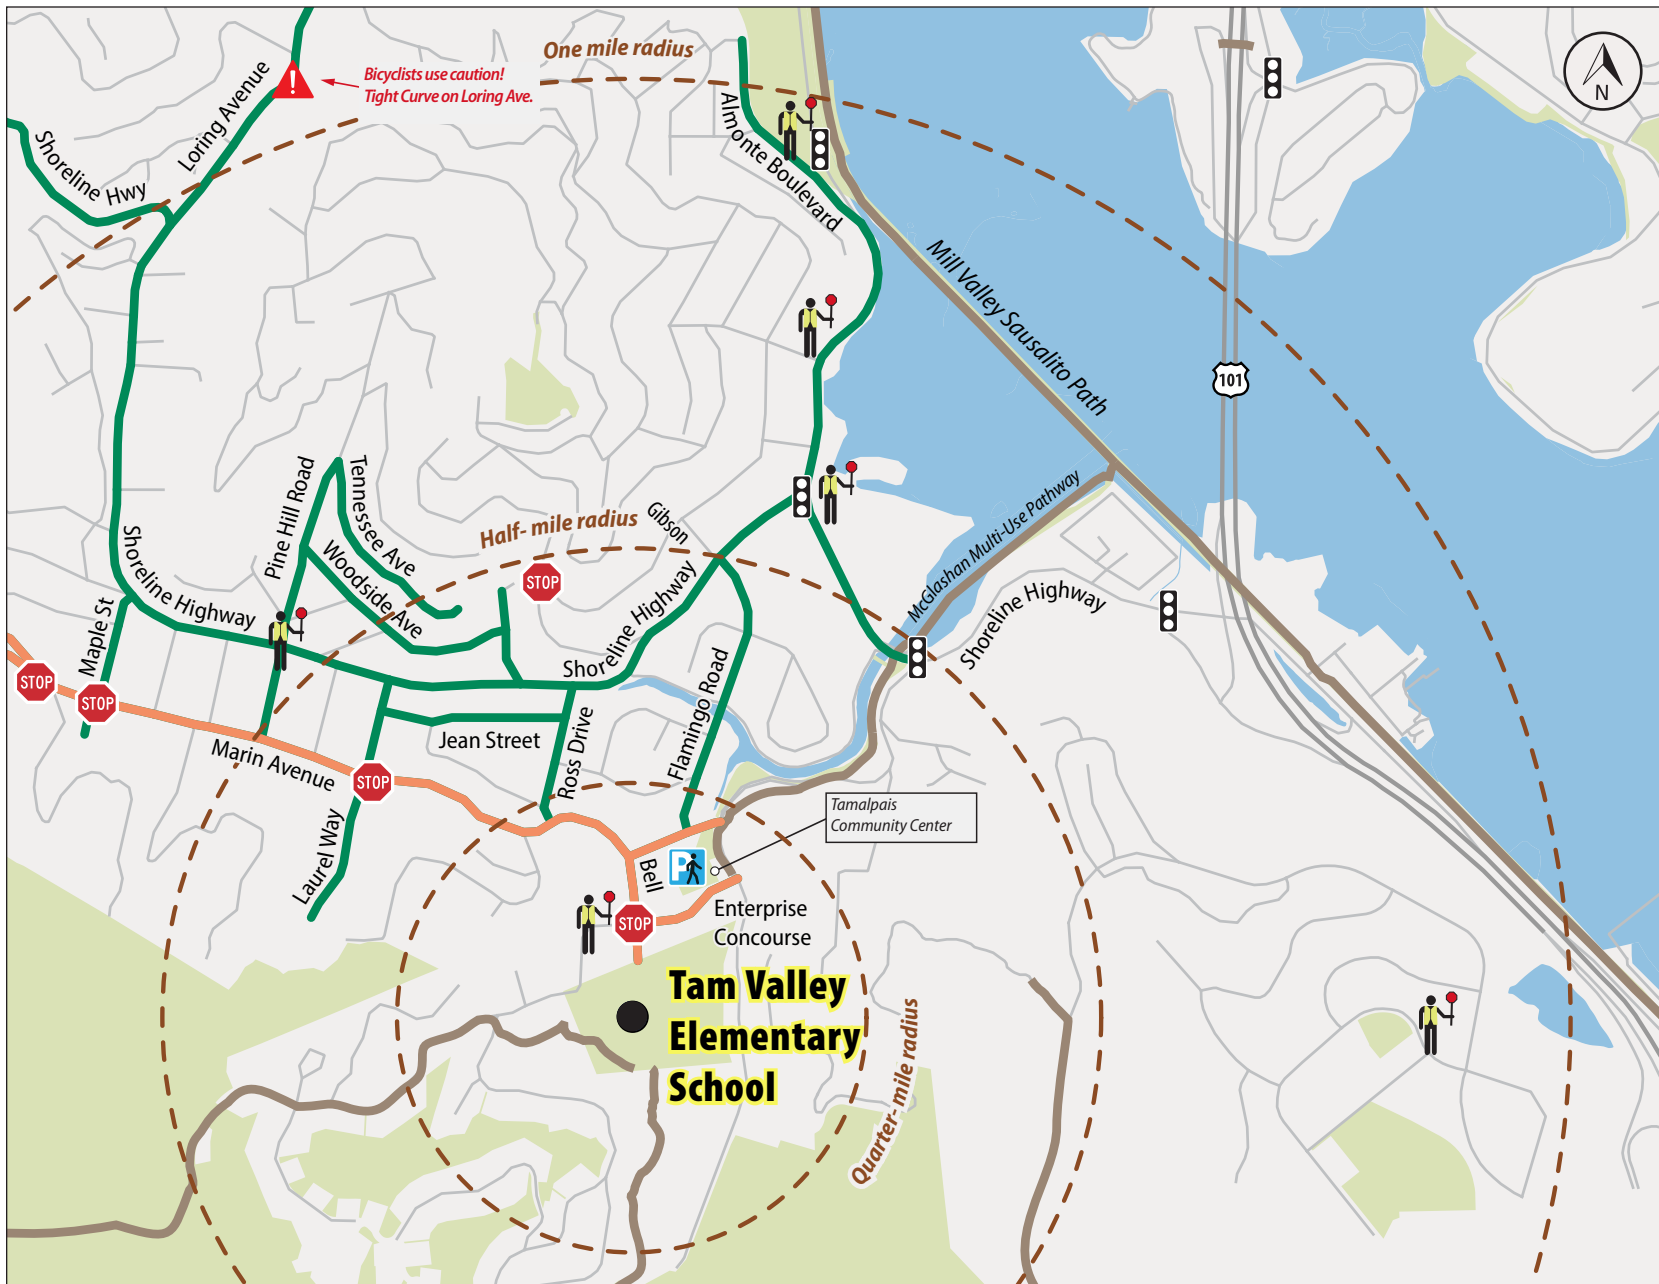 One mile radius
Bicyclists use caution!
Tight Curve on Loring Ave.
N
Loring Avenue
Shoreline Hwy
Almonte Boulevard
Mill Valley Sausalito Path
101
Pine Hill Road
Tennessee Ave
Woodside Ave
Half- mile radius
Gibson
McGlashan Multi-Use Pathway
Shoreline Highway
Shoreline Highway
Shoreline Highway
Maple St
STOP
STOP
STOP
STOP
Marin Avenue
Jean Street
Ross Drive
Flamingo Road
Laurel Way
Tamalpais
Community Center
P
Bell
STOP
Enterprise
Concourse
Tam Valley
Elementary
School
Quarter- mile radius